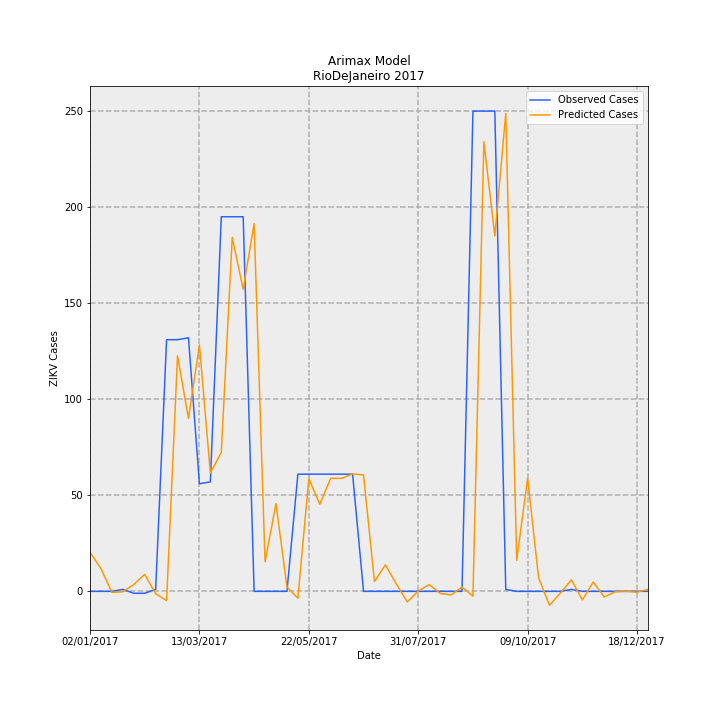 Arimax Model
RioDeJaneiro 2017
Observed Cases
Predicted Cases
250
200
150
100
50
0
ZIKV Cases
02/01/2017 13/03/2017 22/05/2017 31/07/2017 09/10/2017 18/12/2017
Date